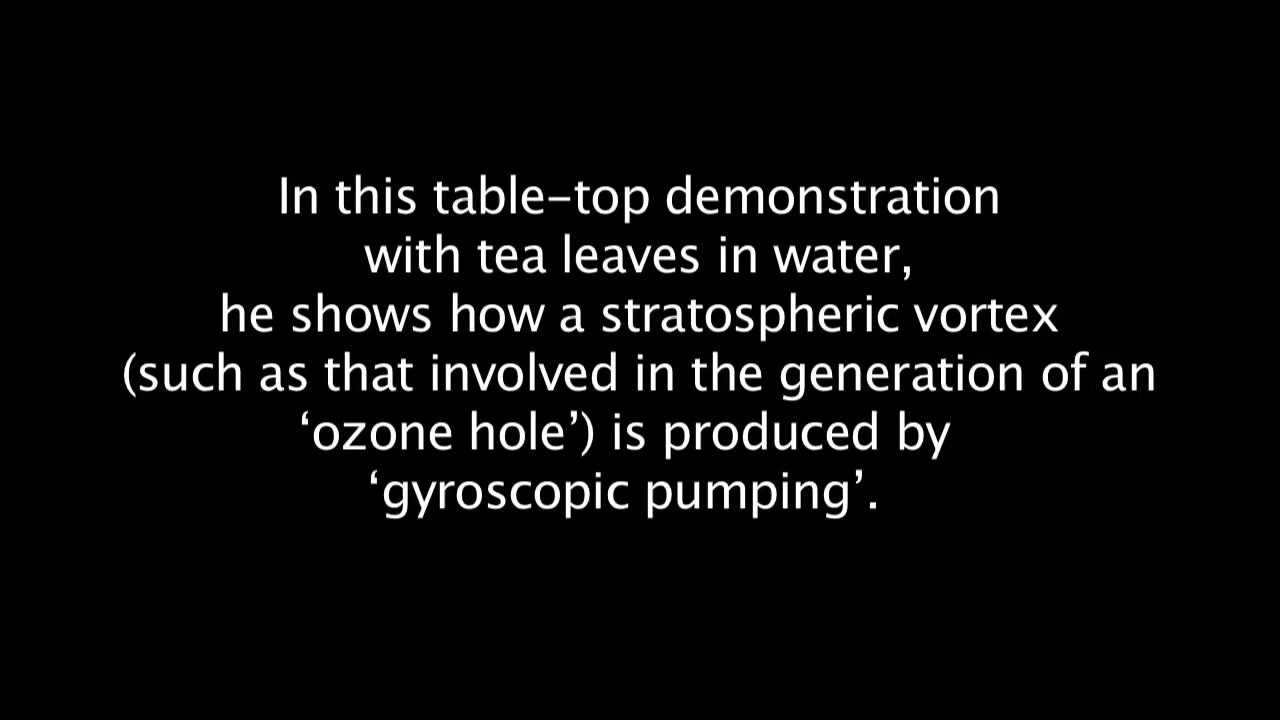 In this table-top demonstration
with tea leaves in water,
he shows how a stratospheric vortex
(such as that involved in the generation of an
‘ozone hole’) is produced by
‘gyroscopic pumping’.